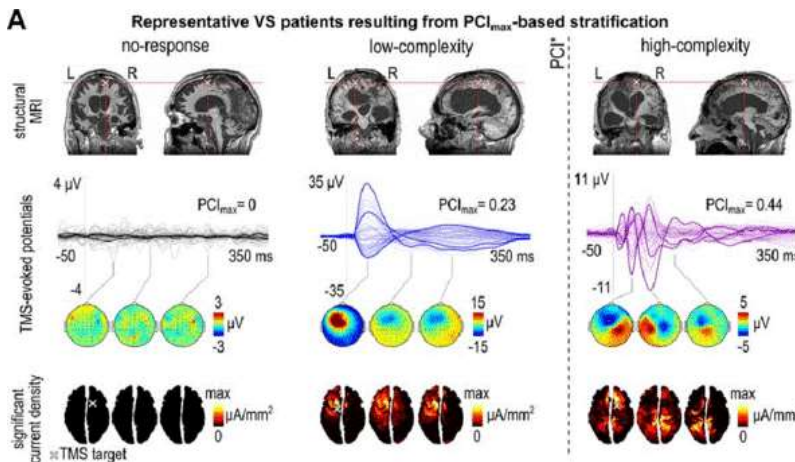 A
Representative VS patients resulting from PCImax-based stratification
no-response
low-complexity
PCI*
high-complexity
structural
MRI
L
R
L
R
L
R
TMS-evoked potentials
4 µV
PCImax= 0
-50
350 ms
-4
35 µV
PCImax= 0.23
-50
350 ms
-35
11 µV
PCImax= 0.44
-50
350 ms
-11
3
µV
-3
15
µV
-15
5
µV
-5
significant
current density
max
µA/mm²
0
max
µA/mm²
0
max
µA/mm²
0
×TMS target